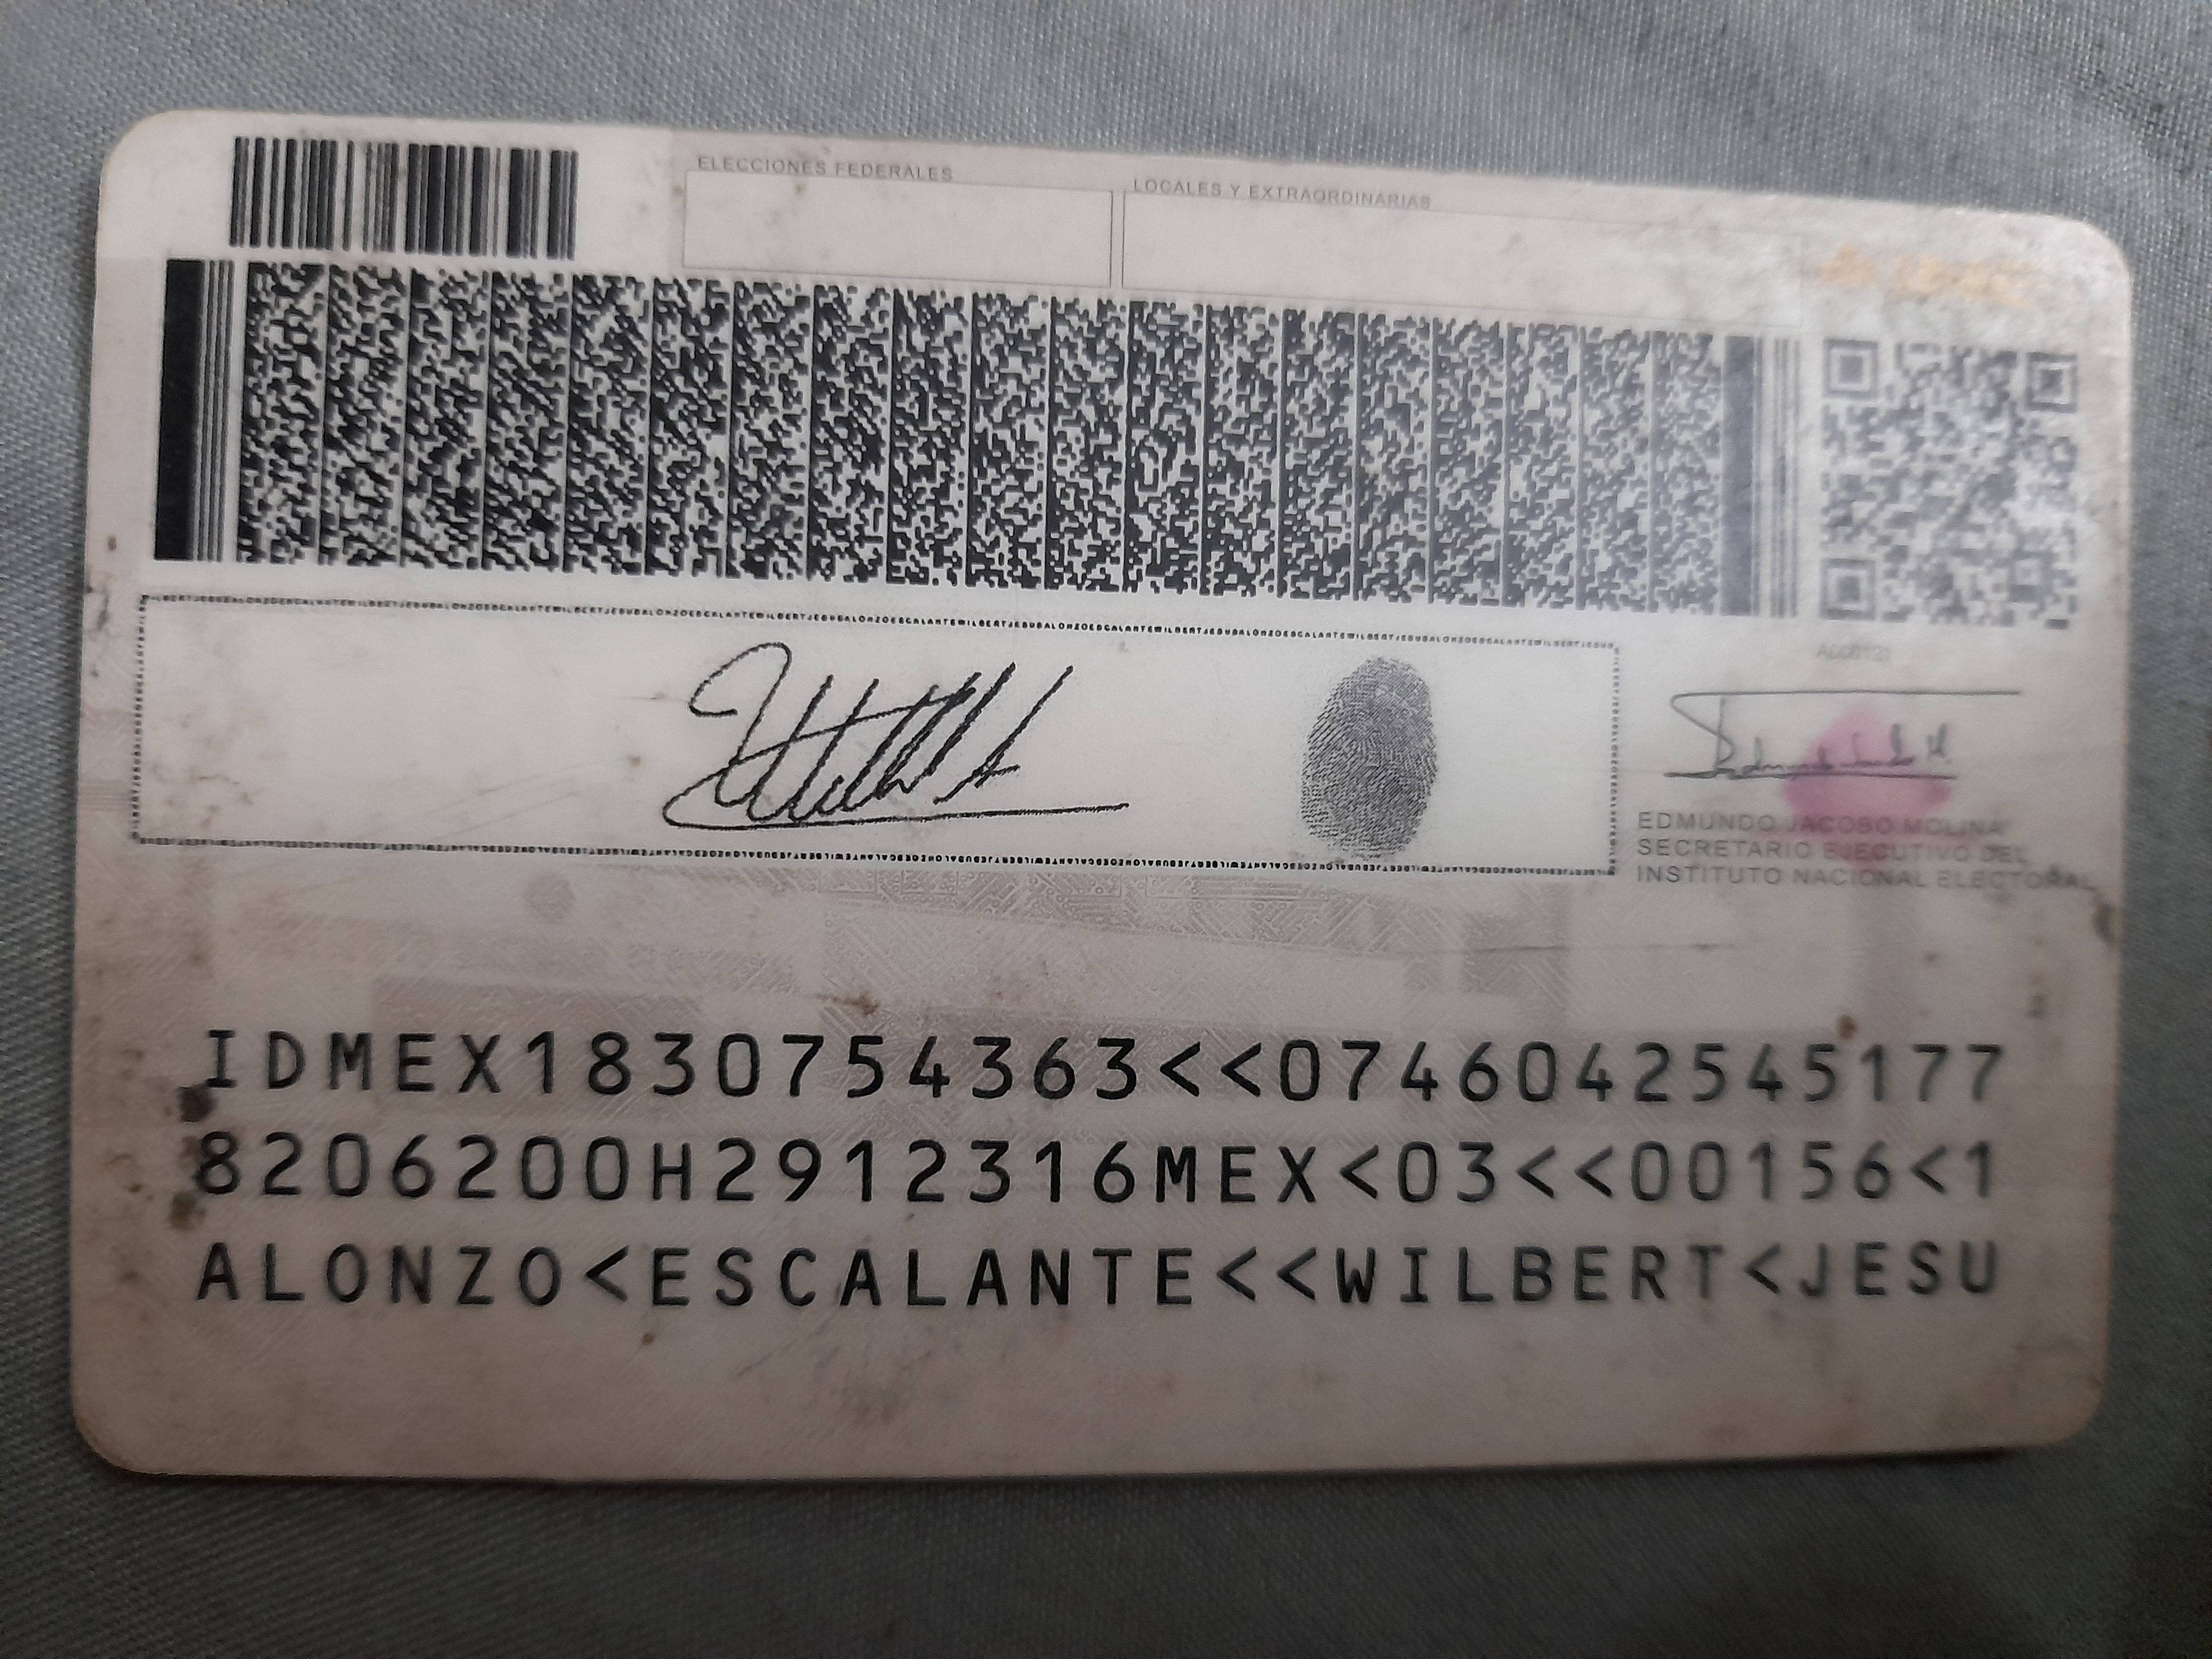 ELECCIONES FEDERALES
LOCALES Y EXTRAORDINARIAS
EDMUNDO JACOBO MOLINA
SECRETARIO EJECUTIVO DEL
INSTITUTO NACIONAL ELECTORAL
IDMEX1830754363<<0746042545177
8206200H2912316MEX<03<<00156<1
ALONZO<ESCALANTE<<WILBERT<JESU